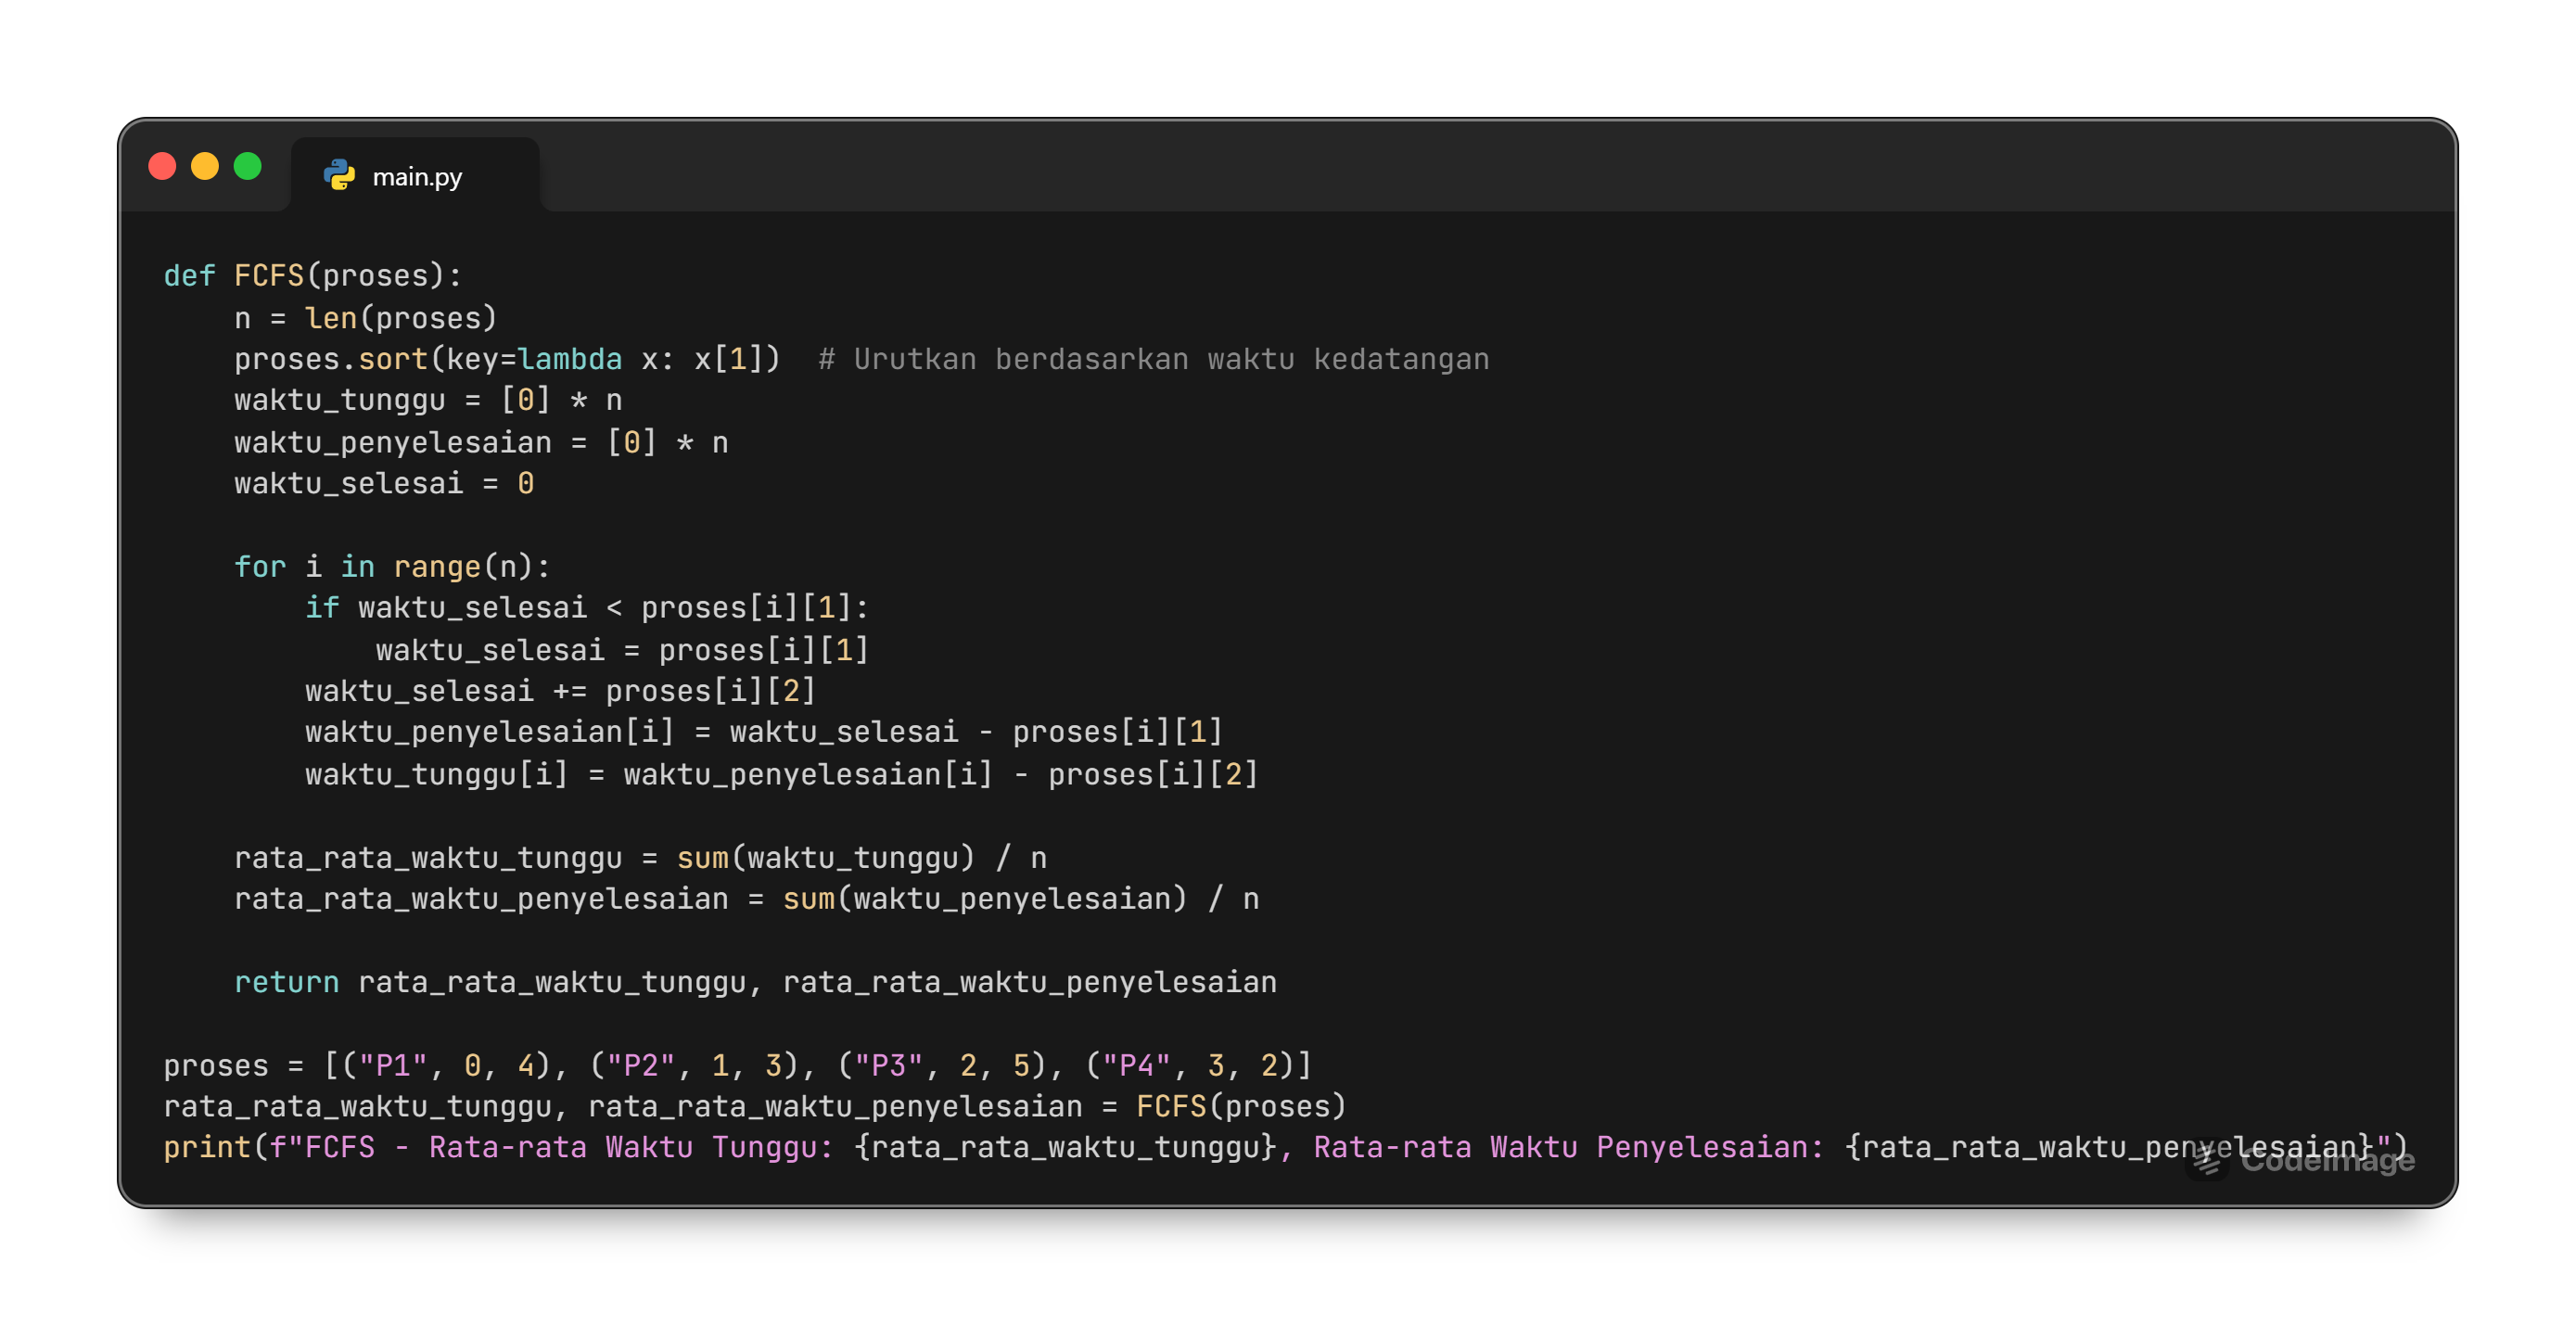 main.py
def FCFS(proses):
    n = len(proses)
    proses.sort(key=lambda x: x[1])  # Urutkan berdasarkan waktu kedatangan
    waktu_tunggu = [0] * n
    waktu_penyelesaian = [0] * n
    waktu_selesai = 0
    for i in range(n):
        if waktu_selesai < proses[i][1]:
            waktu_selesai = proses[i][1]
        waktu_selesai += proses[i][2]
        waktu_penyelesaian[i] = waktu_selesai - proses[i][1]
        waktu_tunggu[i] = waktu_penyelesaian[i] - proses[i][2]
    rata_rata_waktu_tunggu = sum(waktu_tunggu) / n
    rata_rata_waktu_penyelesaian = sum(waktu_penyelesaian) / n
    return rata_rata_waktu_tunggu, rata_rata_waktu_penyelesaian
proses = [("P1", 0, 4), ("P2", 1, 3), ("P3", 2, 5), ("P4", 3, 2)]
rata_rata_waktu_tunggu, rata_rata_waktu_penyelesaian = FCFS(proses)
print(f"FCFS - Rata-rata Waktu Tunggu: {rata_rata_waktu_tunggu}, Rata-rata Waktu Penyelesaian: {rata_rata_waktu_penyelesaian}")
CodeImage